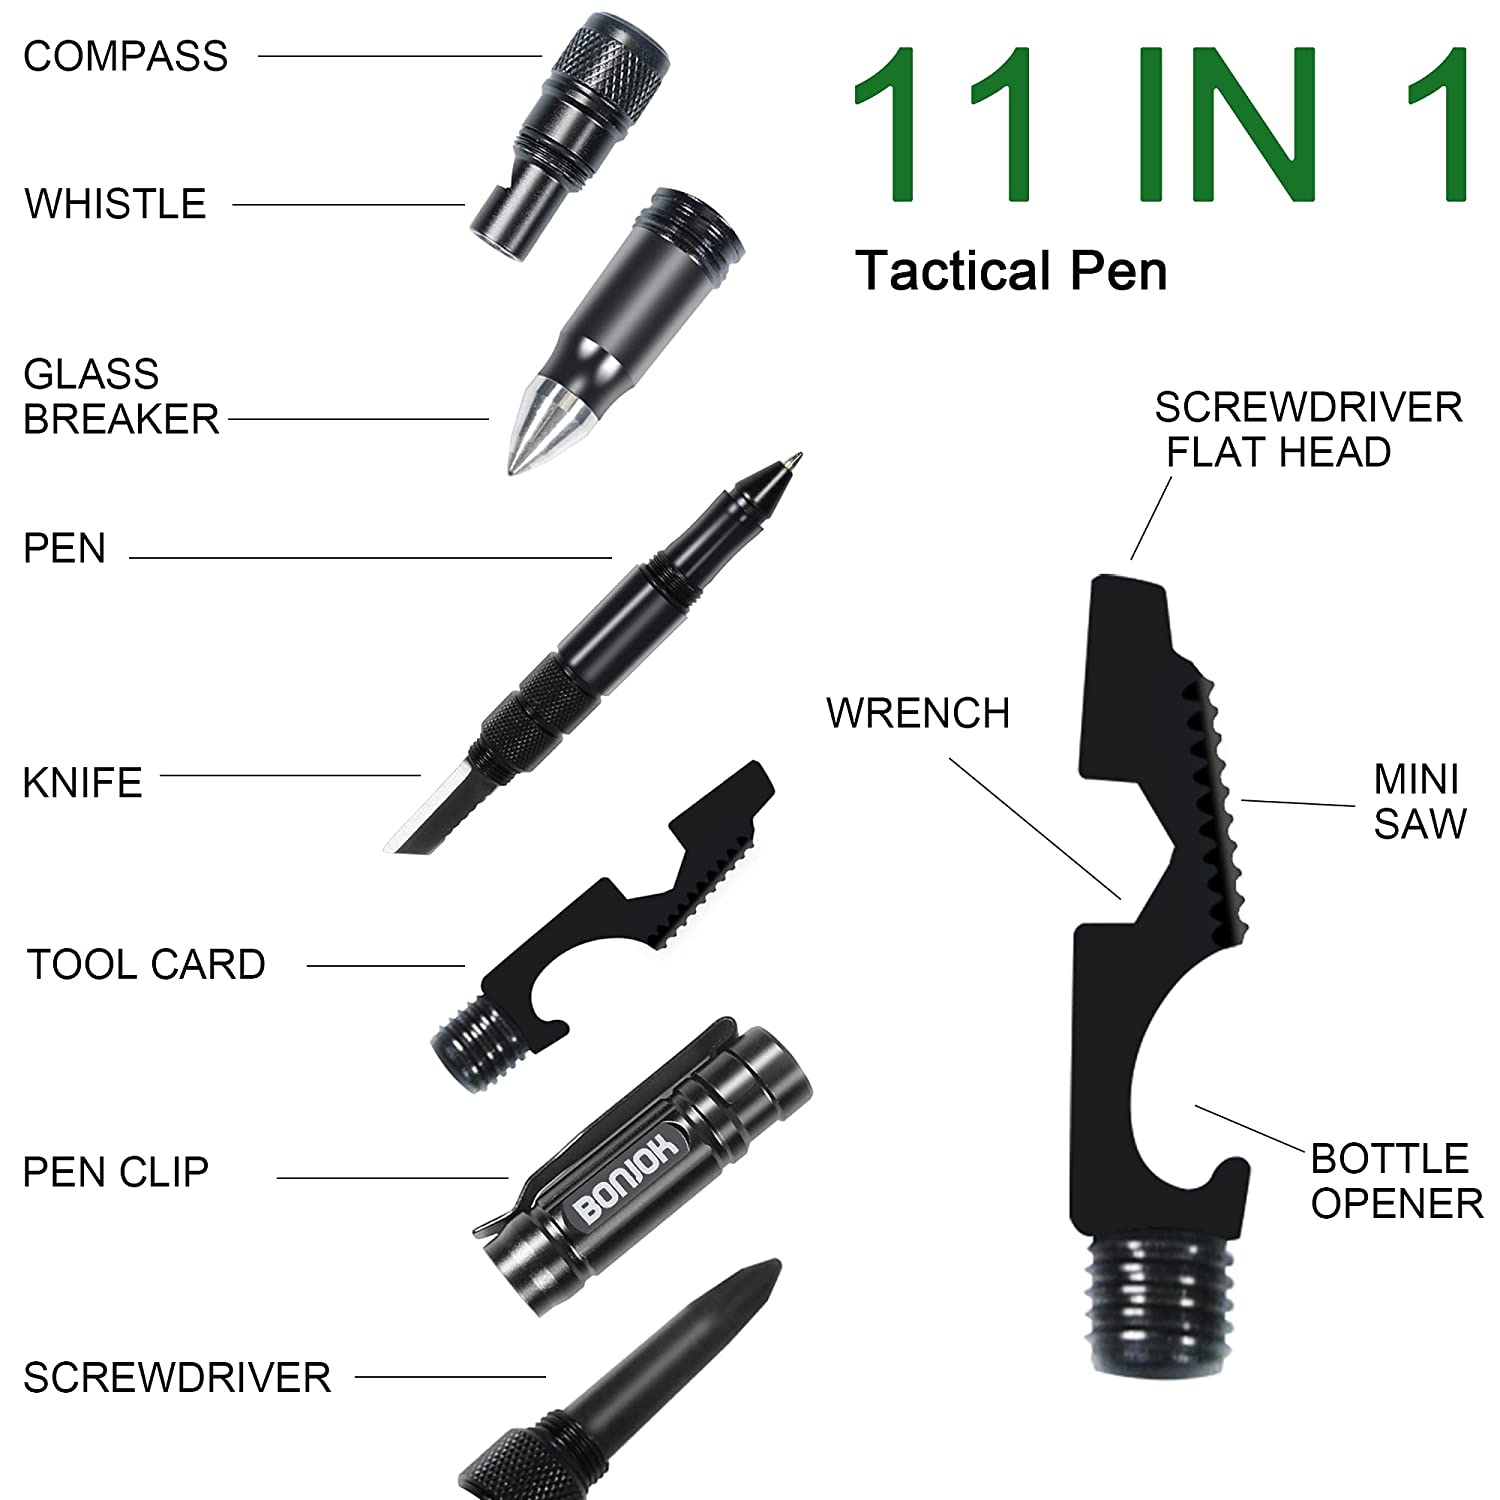 11 IN 1
Tactical Pen
COMPASS
WHISTLE
GLASS
BREAKER
PEN
KNIFE
TOOL CARD
PEN CLIP
BONJOK
SCREWDRIVER
SCREWDRIVER
FLAT HEAD
WRENCH
MINI
SAW
BOTTLE
OPENER